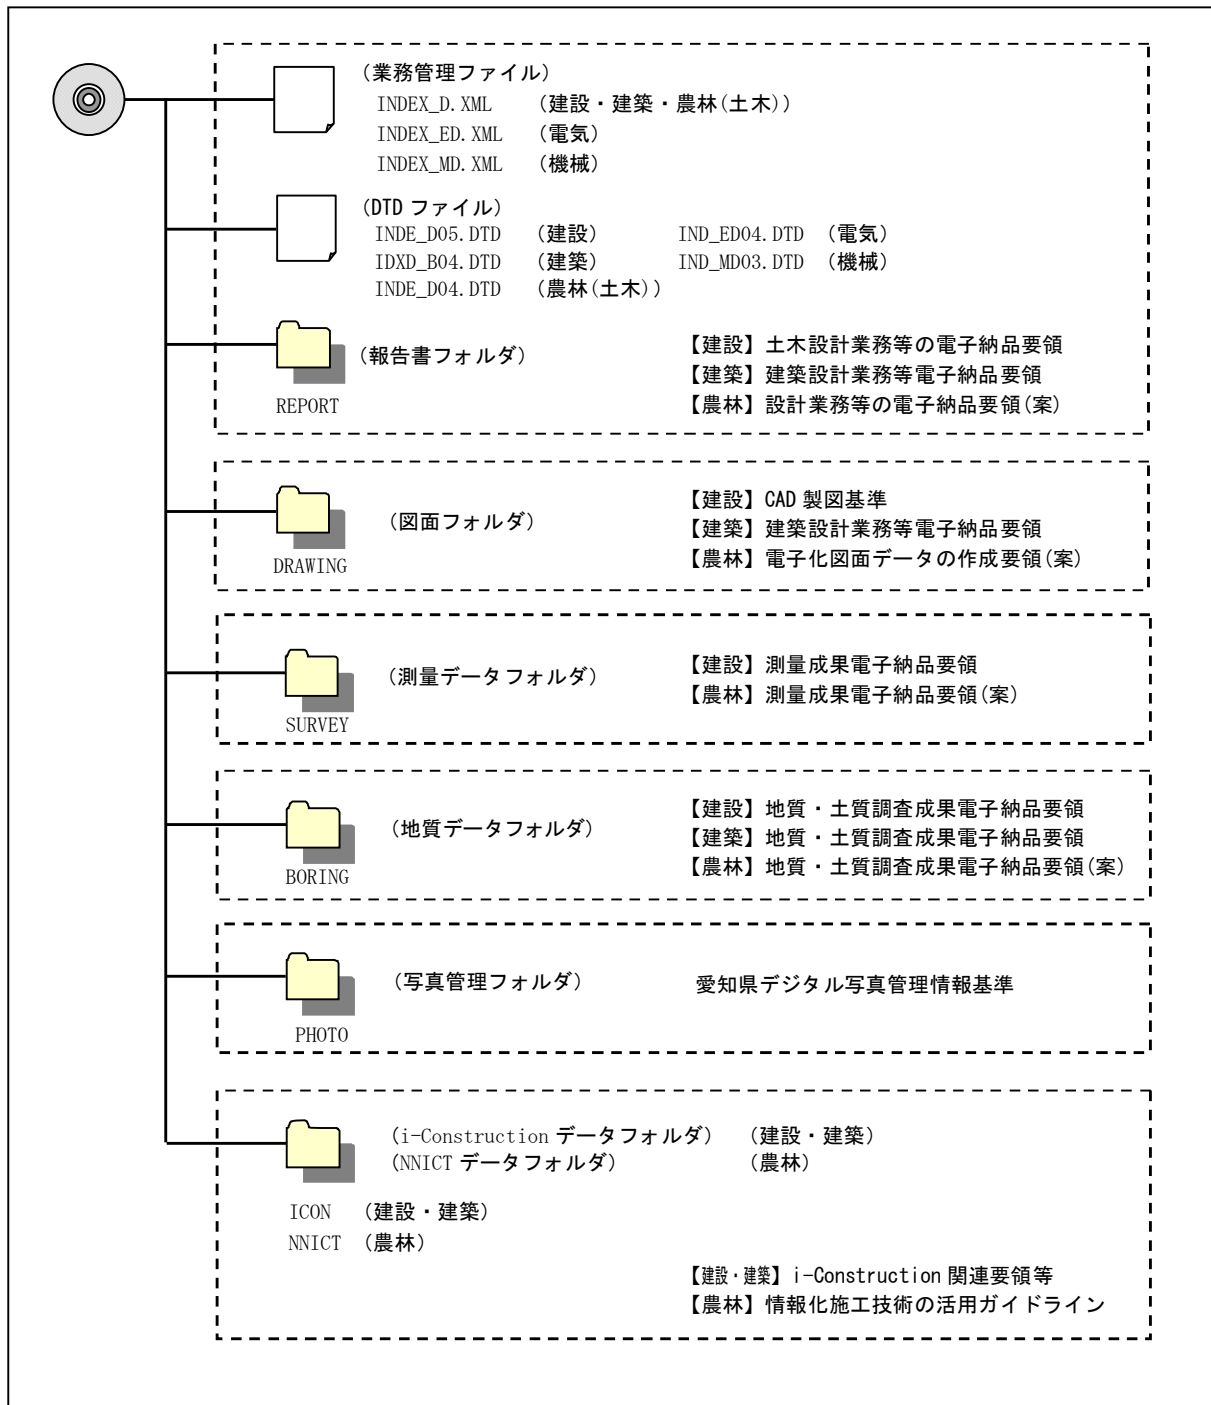 (業務管理ファイル)
INDEX_D.XML (建設・建築・農林(土木))
INDEX_ED.XML (電気)
INDEX_MD.XML (機械)
(DTD ファイル)
INDE_D05.DTD (建設) IND_ED04.DTD (電気)
IDXD_B04.DTD (建築) IND_MD03.DTD (機械)
INDE_D04.DTD (農林(土木))
(報告書フォルダ)
REPORT
【建設】土木設計業務等の電子納品要領
【建築】建築設計業務等電子納品要領
【農林】設計業務等の電子納品要領(案)
(図面フォルダ)
DRAWING
【建設】CAD 製図基準
【建築】建築設計業務等電子納品要領
【農林】電子化図面データの作成要領(案)
(測量データフォルダ)
SURVEY
【建設】測量成果電子納品要領
【農林】測量成果電子納品要領(案)
(地質データフォルダ)
BORING
【建設】地質・土質調査成果電子納品要領
【建築】地質・土質調査成果電子納品要領
【農林】地質・土質調査成果電子納品要領(案)
(写真管理フォルダ) 愛知県デジタル写真管理情報基準
PHOTO
(i-Construction データフォルダ) (建設・建築)
(NNICT データフォルダ) (農林)
ICON (建設・建築)
NNICT (農林)
【建設・建築】i-Construction 関連要領等
【農林】情報化施工技術の活用ガイドライン